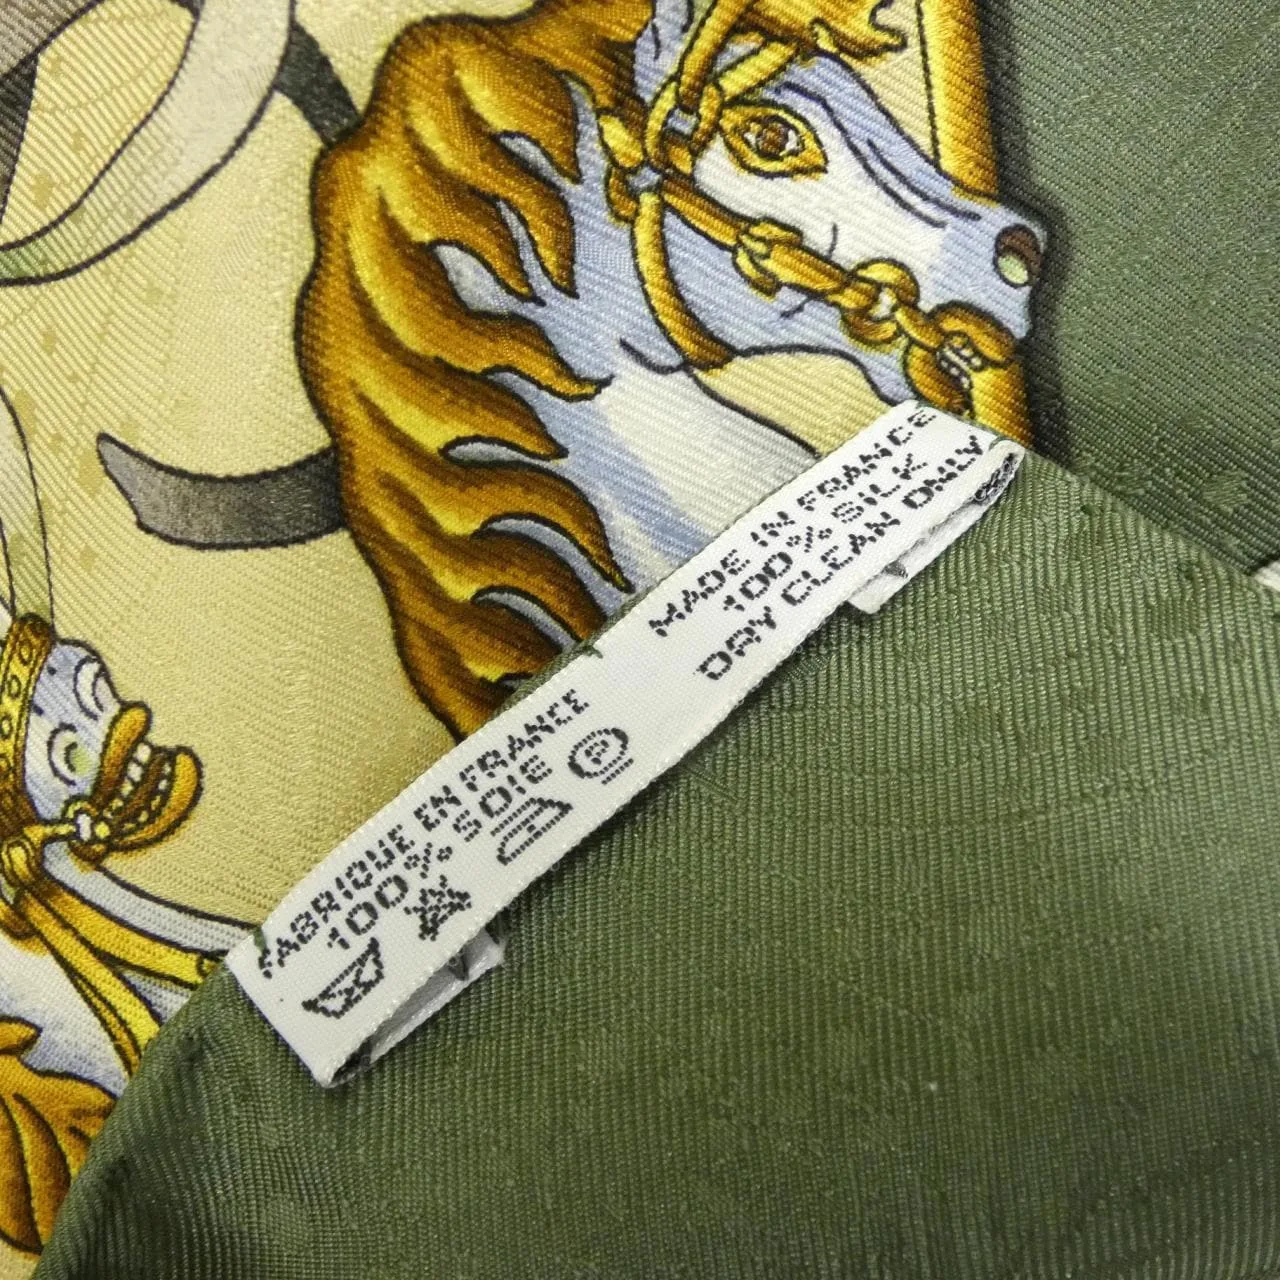 FABRIQUE EN FRANCE
100% SOIE
P
MADE IN FRANCE
100% SILK
DRY CLEAN ONLY